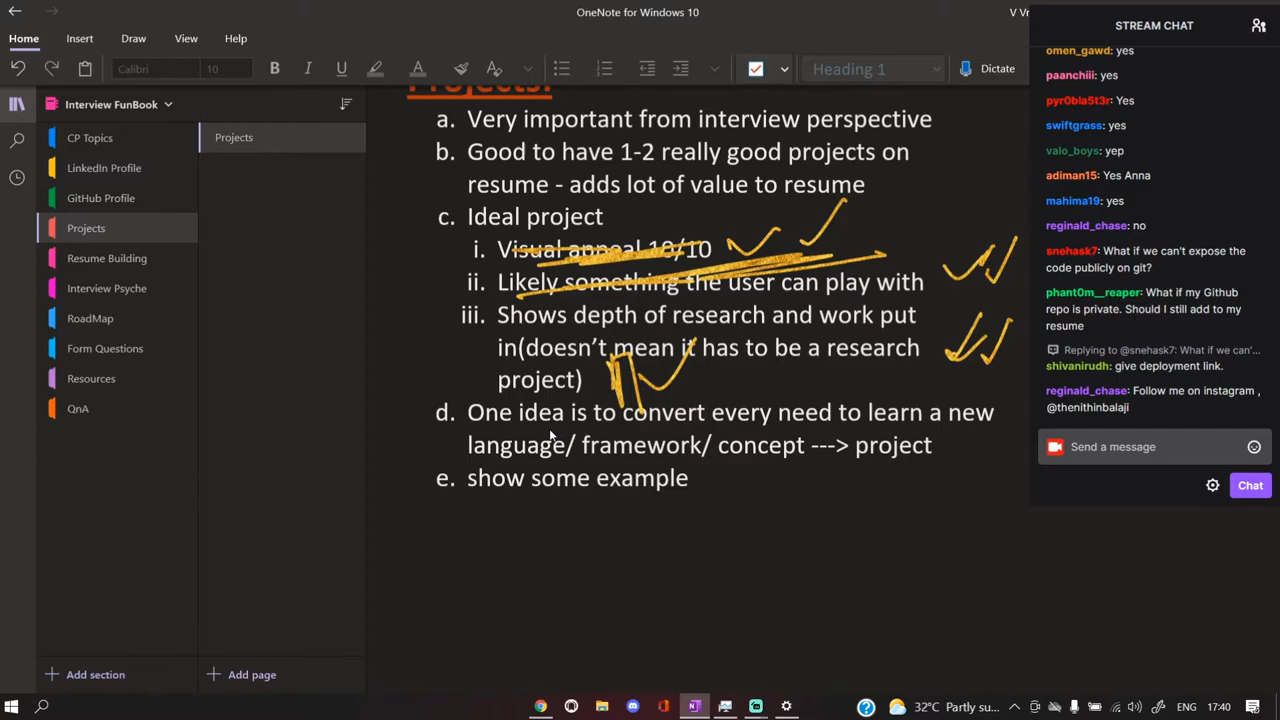 OneNote for Windows 10
V Vr
Home
Insert
Draw
View
Help
Calibri
10
B
I
U
A
Heading 1
Dictate
Interview FunBook
CP Topics
LinkedIn Profile
GitHub Profile
Projects
Resume Building
Interview Psyche
RoadMap
Form Questions
Resources
QnA
Add section
Projects
Add page
Projects:
a. Very important from interview perspective
b. Good to have 1-2 really good projects on
resume - adds lot of value to resume
c. Ideal project
i. Visual appeal 10/10
ii. Likely something the user can play with
iii. Shows depth of research and work put
in(doesn't mean it has to be a research
project)
d. One idea is to convert every need to learn a new
language/ framework/ concept ---> project
e. show some example
STREAM CHAT
omen_gawd: yes
paanchiii: yes
pyr0bla5t3r: Yes
swiftgrass: yes
valo_boys: yep
adiman15: Yes Anna
mahima19: yes
reginald_chase: no
snehask7: What if we can't expose the
code publicly on git?
phant0m__reaper: What if my Github
repo is private. Should I still add to my
resume
Replying to @snehask7: What if we can'...
shivanirudh: give deployment link.
reginald_chase: Follow me on instagram ,
@thenithinbalaji
Send a message
Chat
32°C Partly su...
ENG
17:40